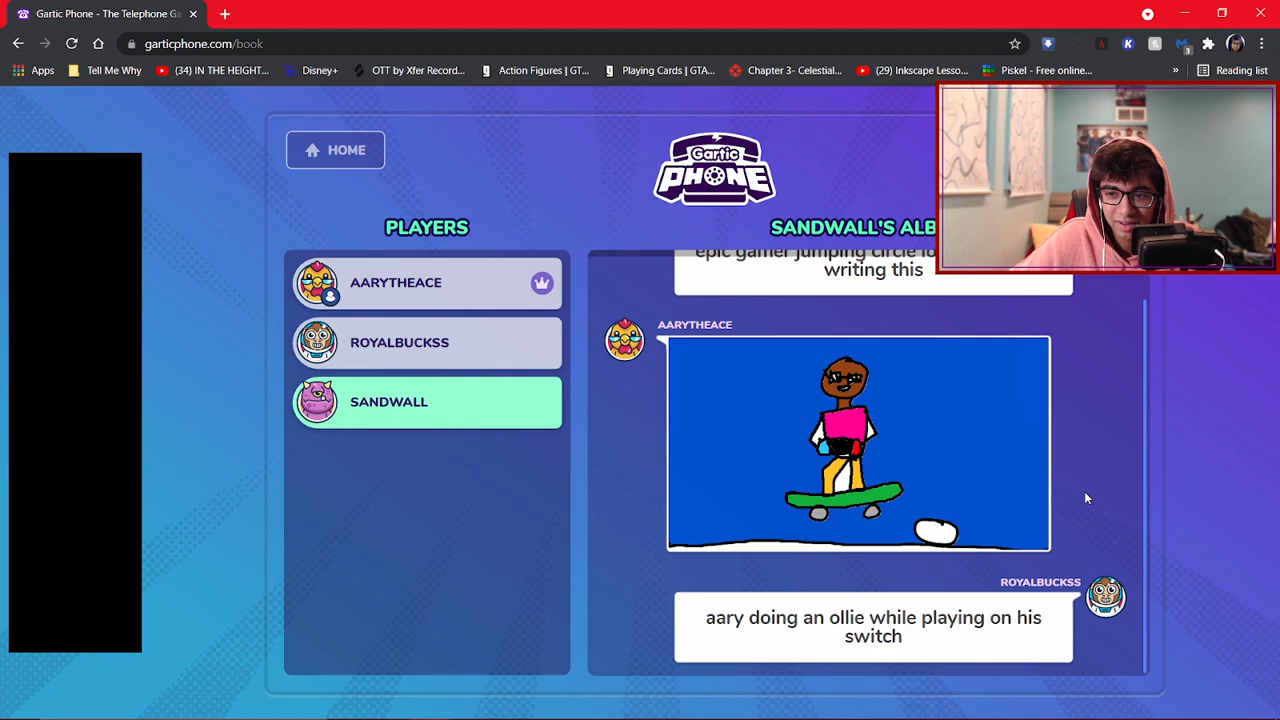 Gartic Phone - The Telephone Ga
garticphone.com/book
Apps
Tell Me Why
(34) IN THE HEIGHT...
Disney+
OTT by Xfer Record...
Action Figures | GT...
Playing Cards | GTA...
Chapter 3- Celestial...
(29) Inkscape Lesso...
Piskel - Free online...
»
Reading list
HOME
Gartic
PHONE
PLAYERS
SANDWALL'S ALB
AARYTHEACE
ROYALBUCKSS
SANDWALL
epic gamer jumping circle
writing this
AARYTHEACE
ROYALBUCKSS
aary doing an ollie while playing on his
switch